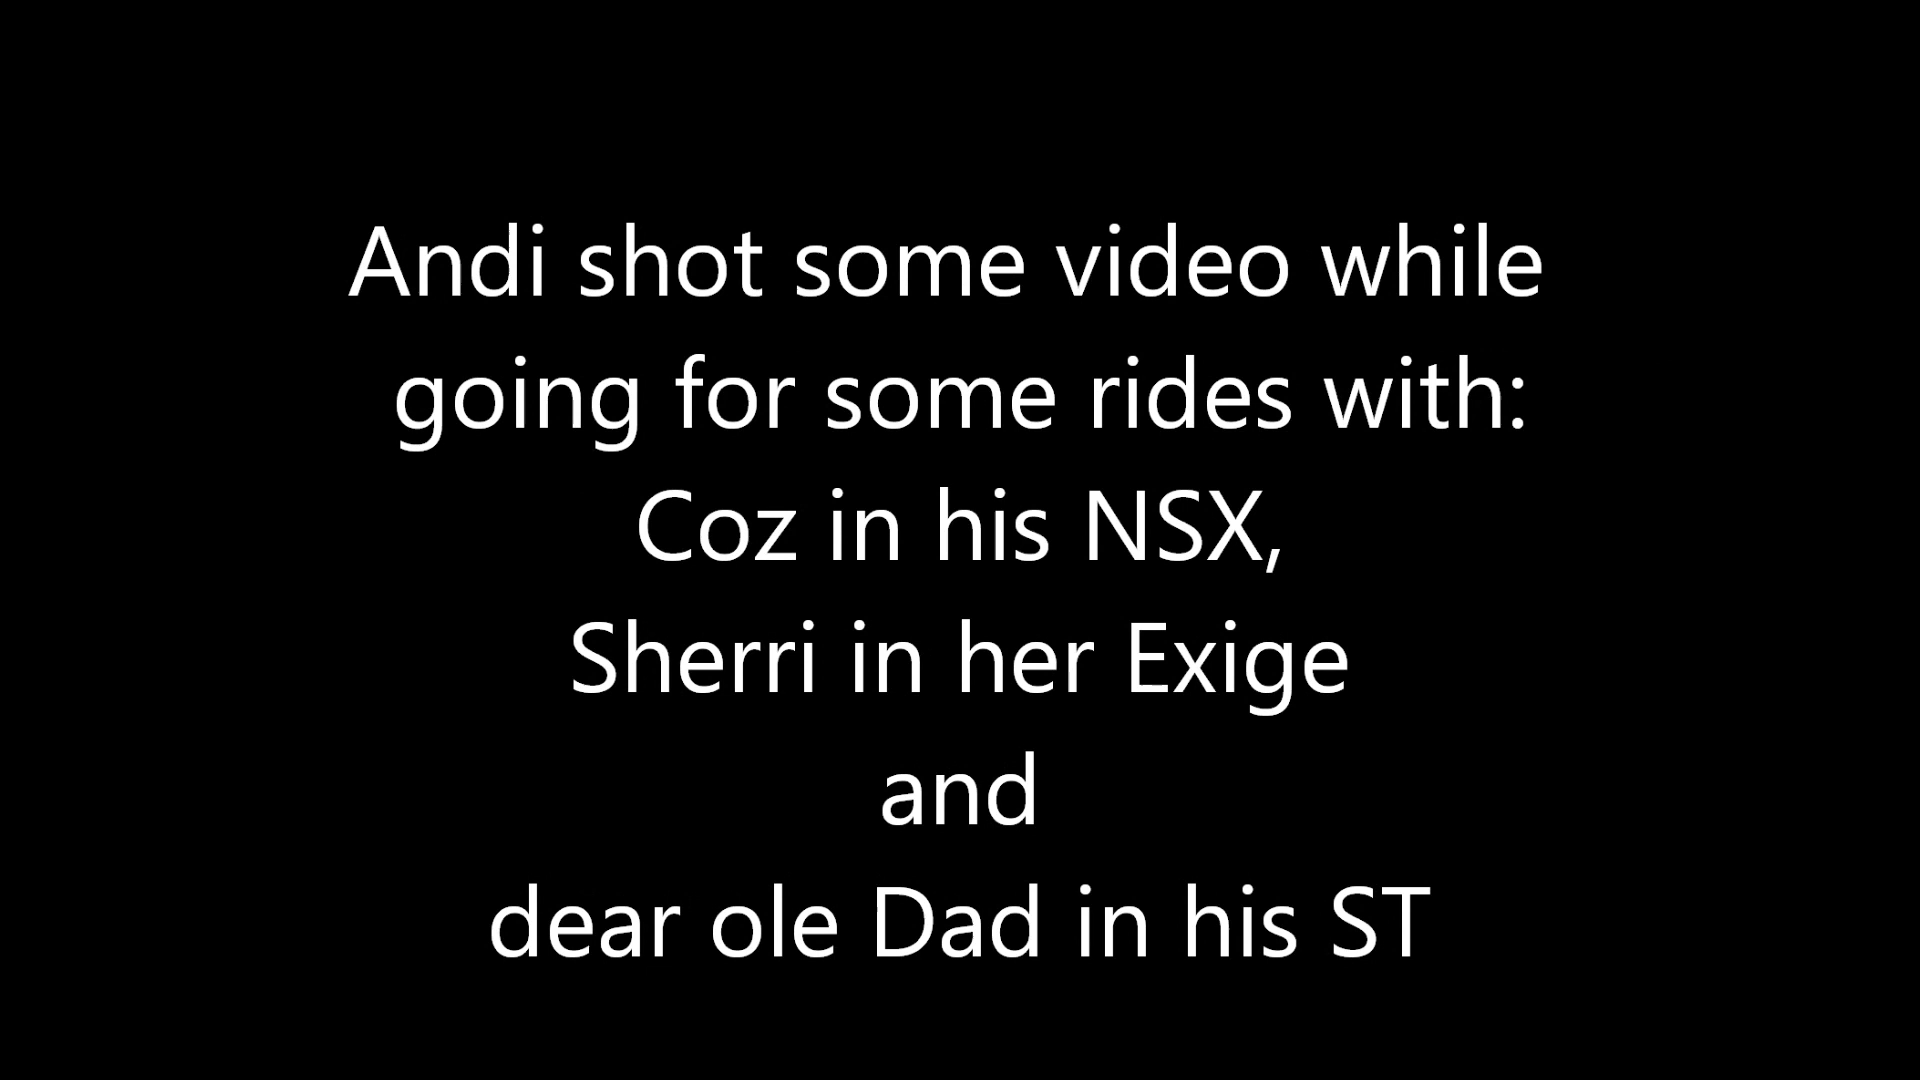 Andi shot some video while
going for some rides with:
Coz in his NSX,
Sherri in her Exige
and
dear ole Dad in his ST